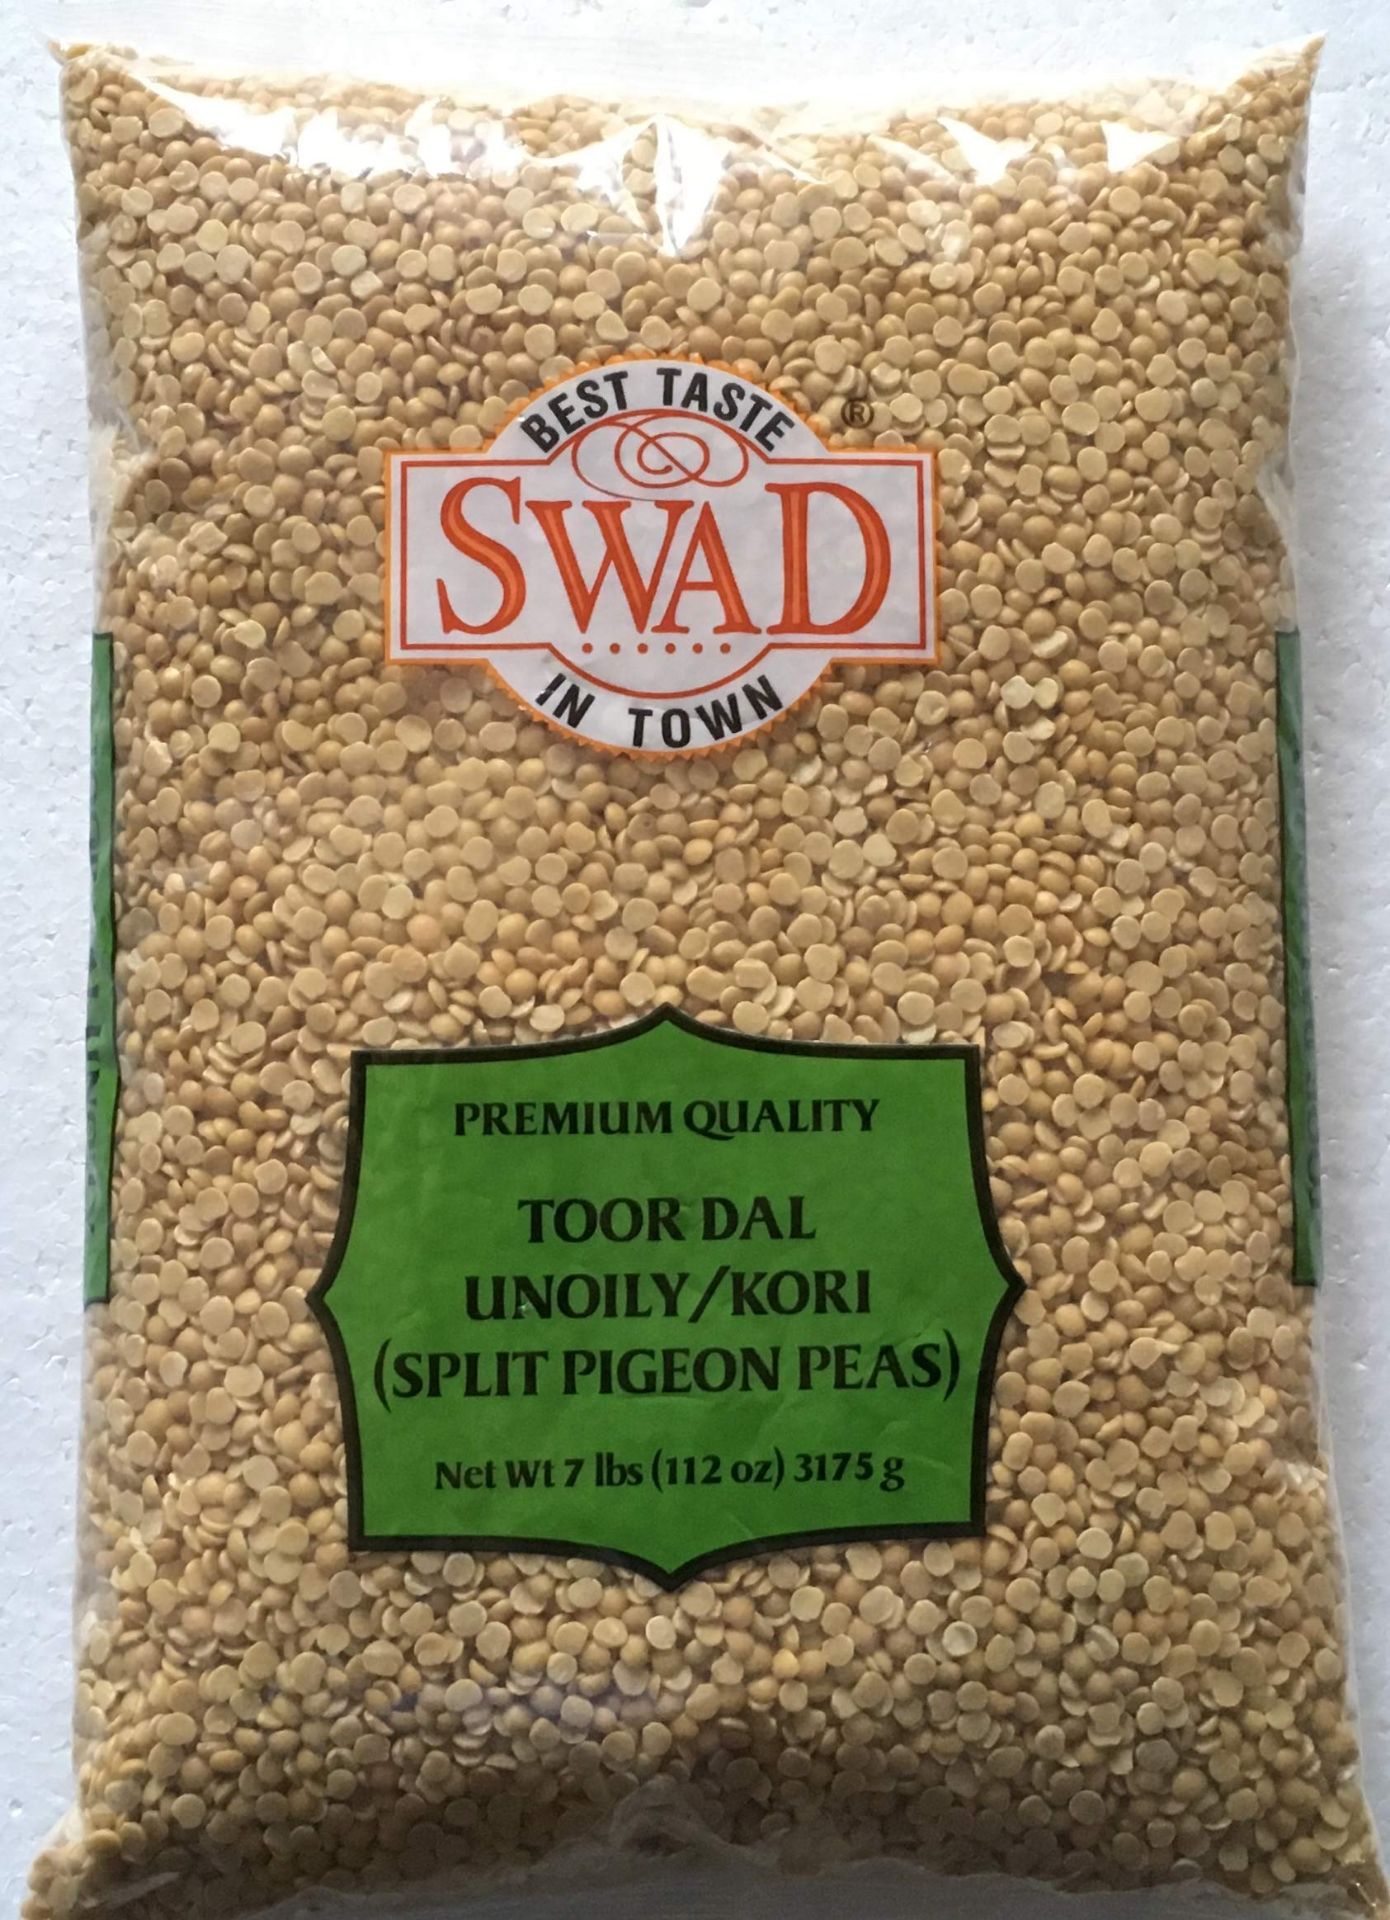 BEST TASTE
®
SWAD
IN TOWN
PREMIUM QUALITY
TOOR DAL
UNOILY/KORI
(SPLIT PIGEON PEAS)
Net Wt 7 lbs (112 oz) 3175 g